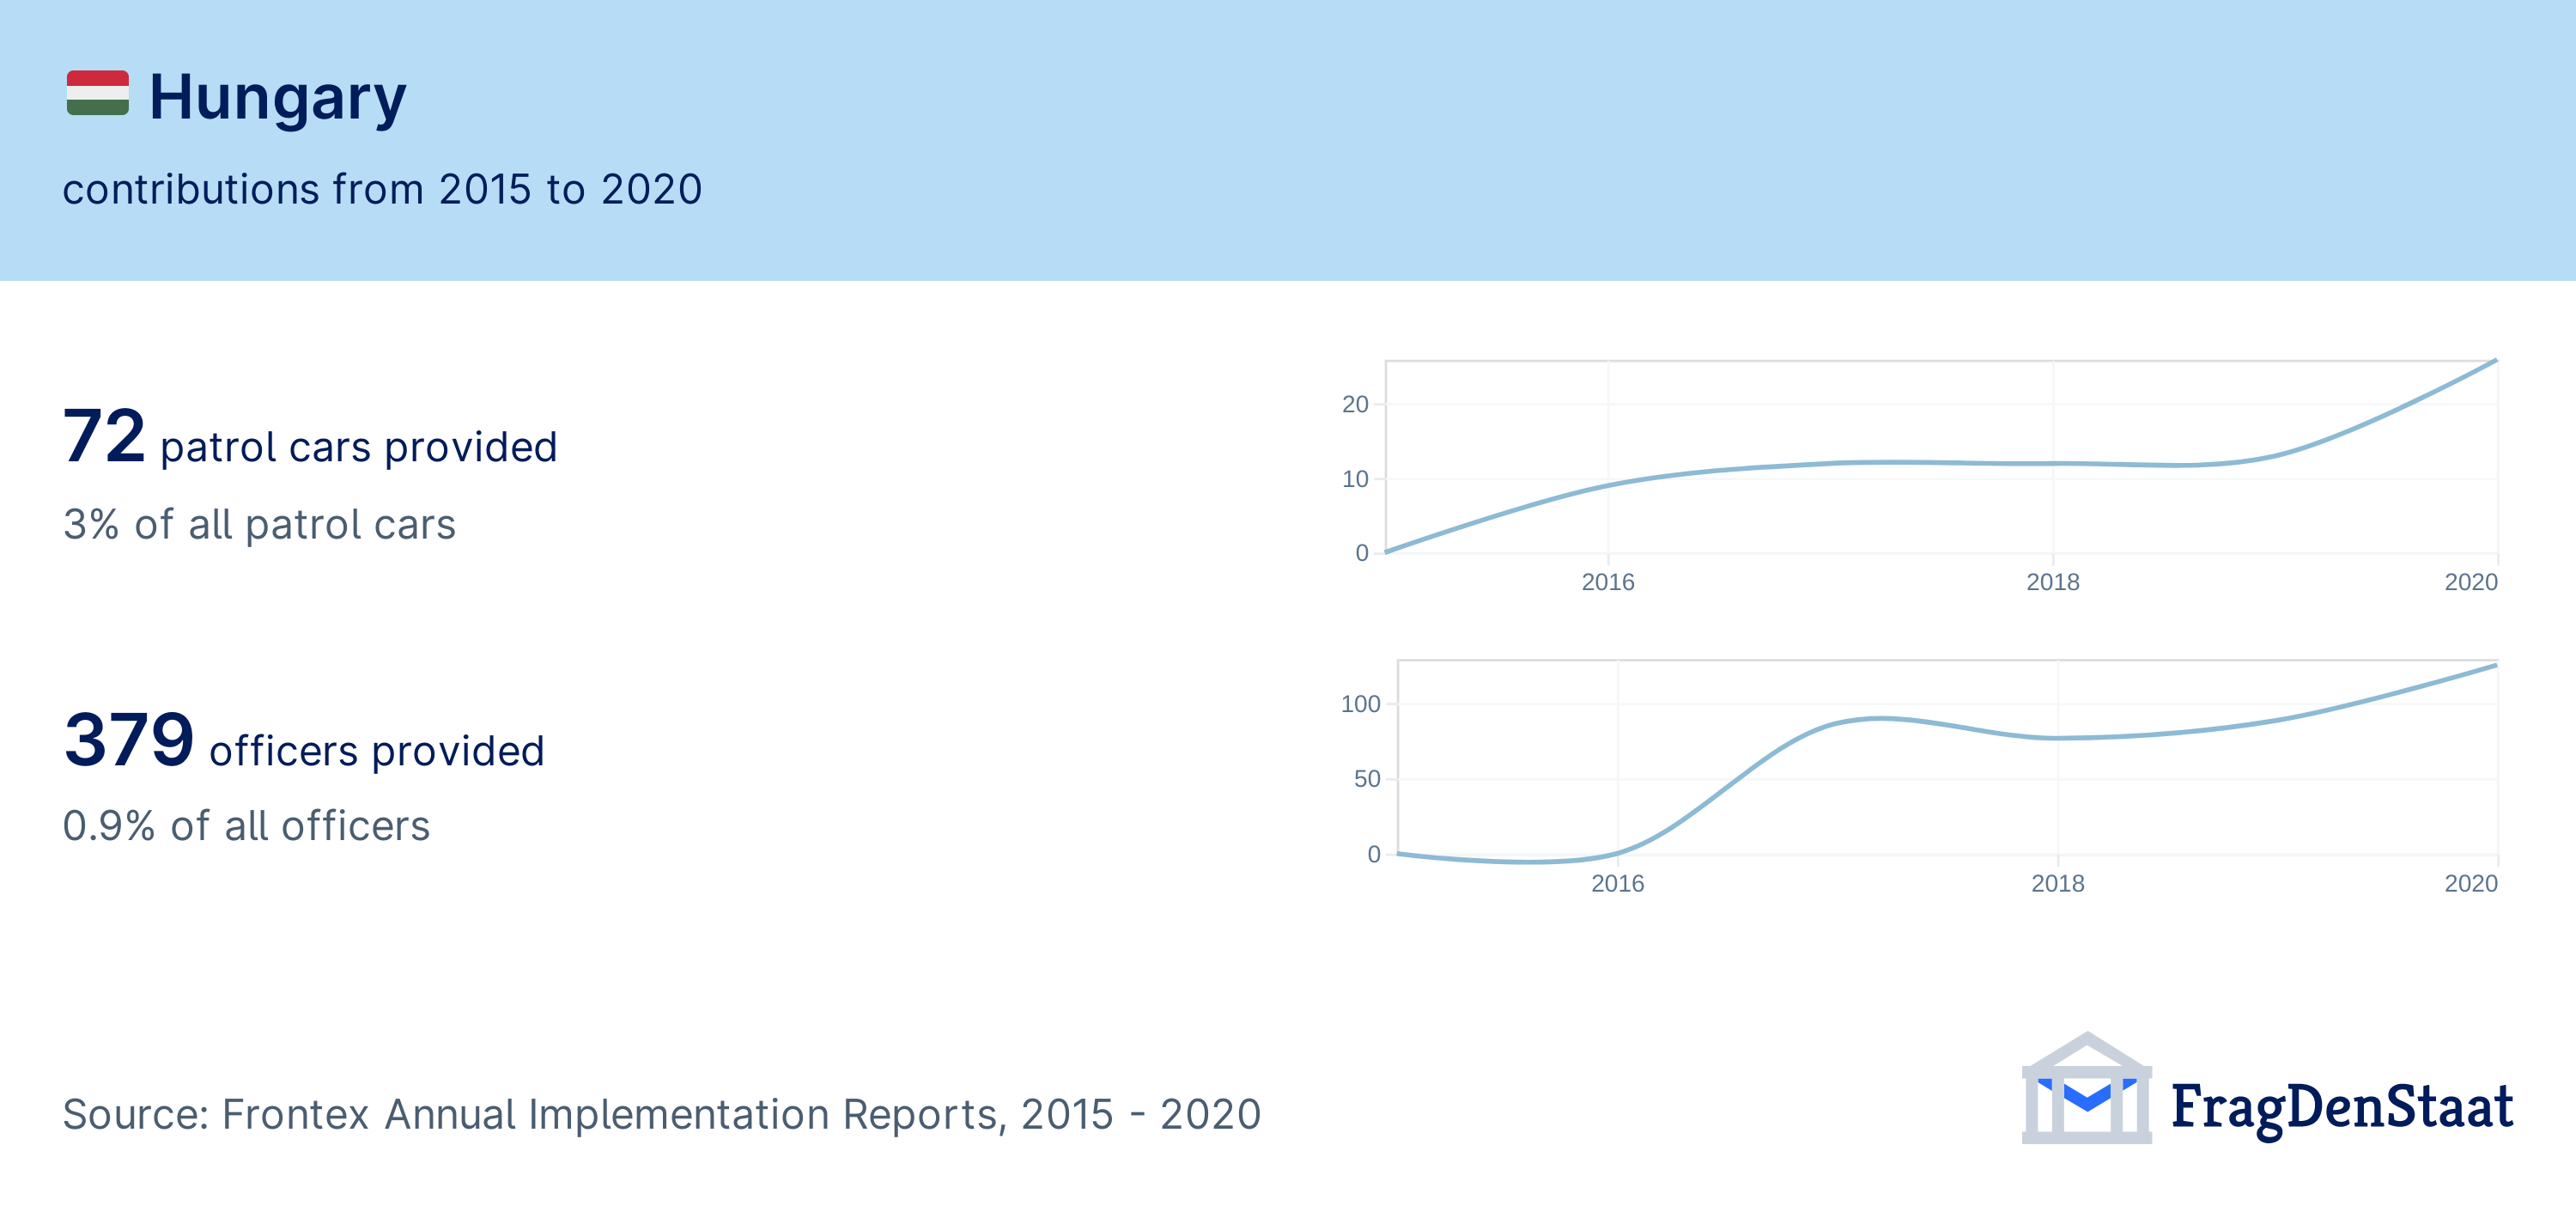 Hungary
contributions from 2015 to 2020
72 patrol cars provided
3% of all patrol cars
20
10
0
2016 2018 2020
379 officers provided
0.9% of all officers
100
50
0
2016 2018 2020
Source: Frontex Annual Implementation Reports, 2015 - 2020
FragDenStaat